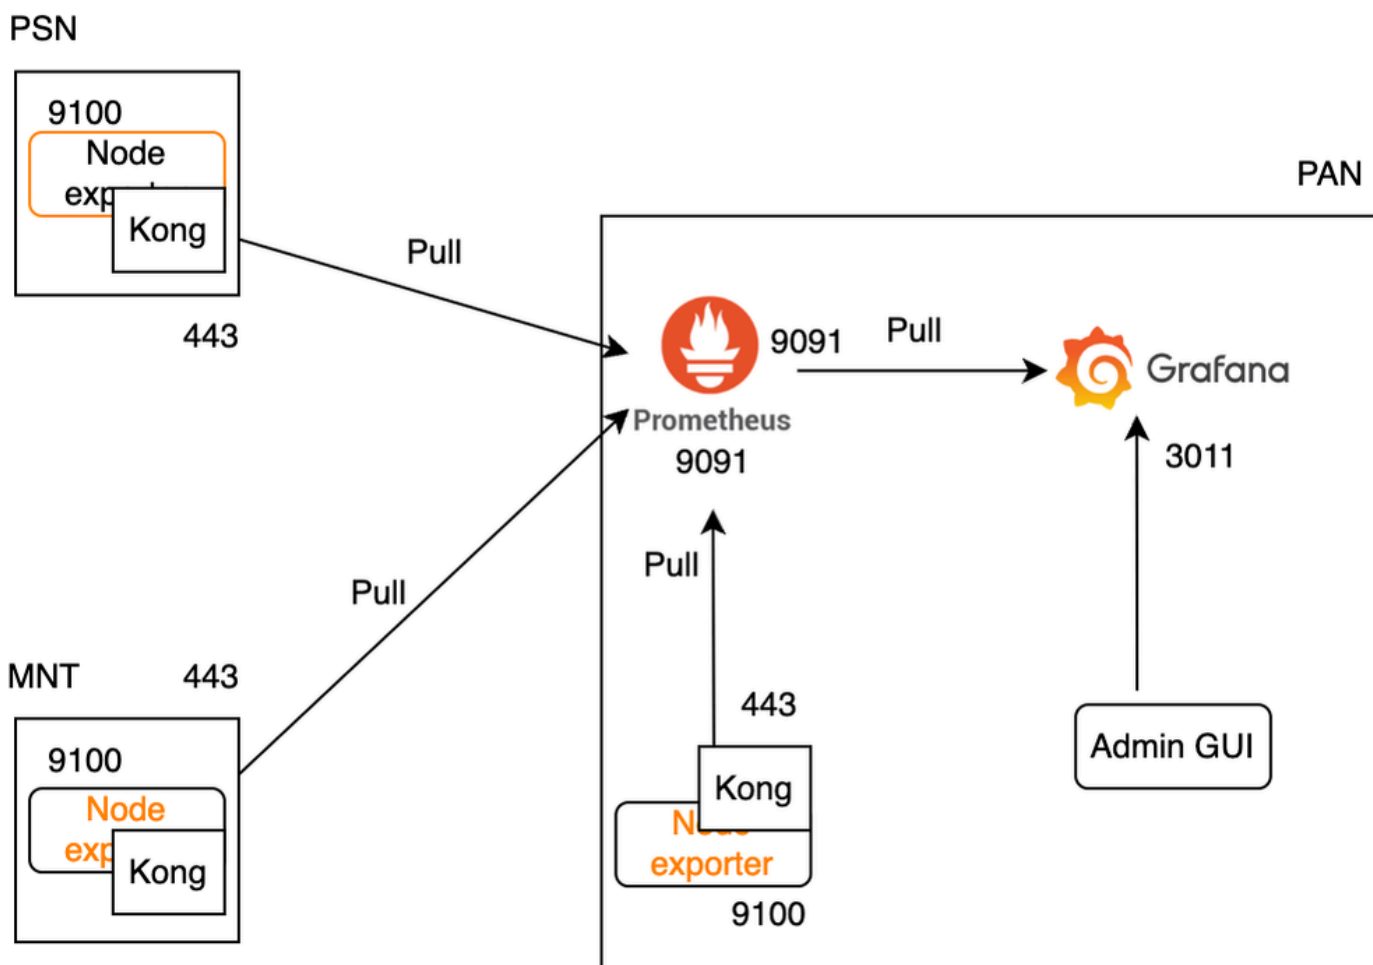 PSN
9100
Node
Kong
443
Pull
PAN
9091
Pull
Grafana
Prometheus
9091
3011
Pull
Pull
MNT
443
9100
Node
Kong
443
Kong
exporter
9100
Admin GUI